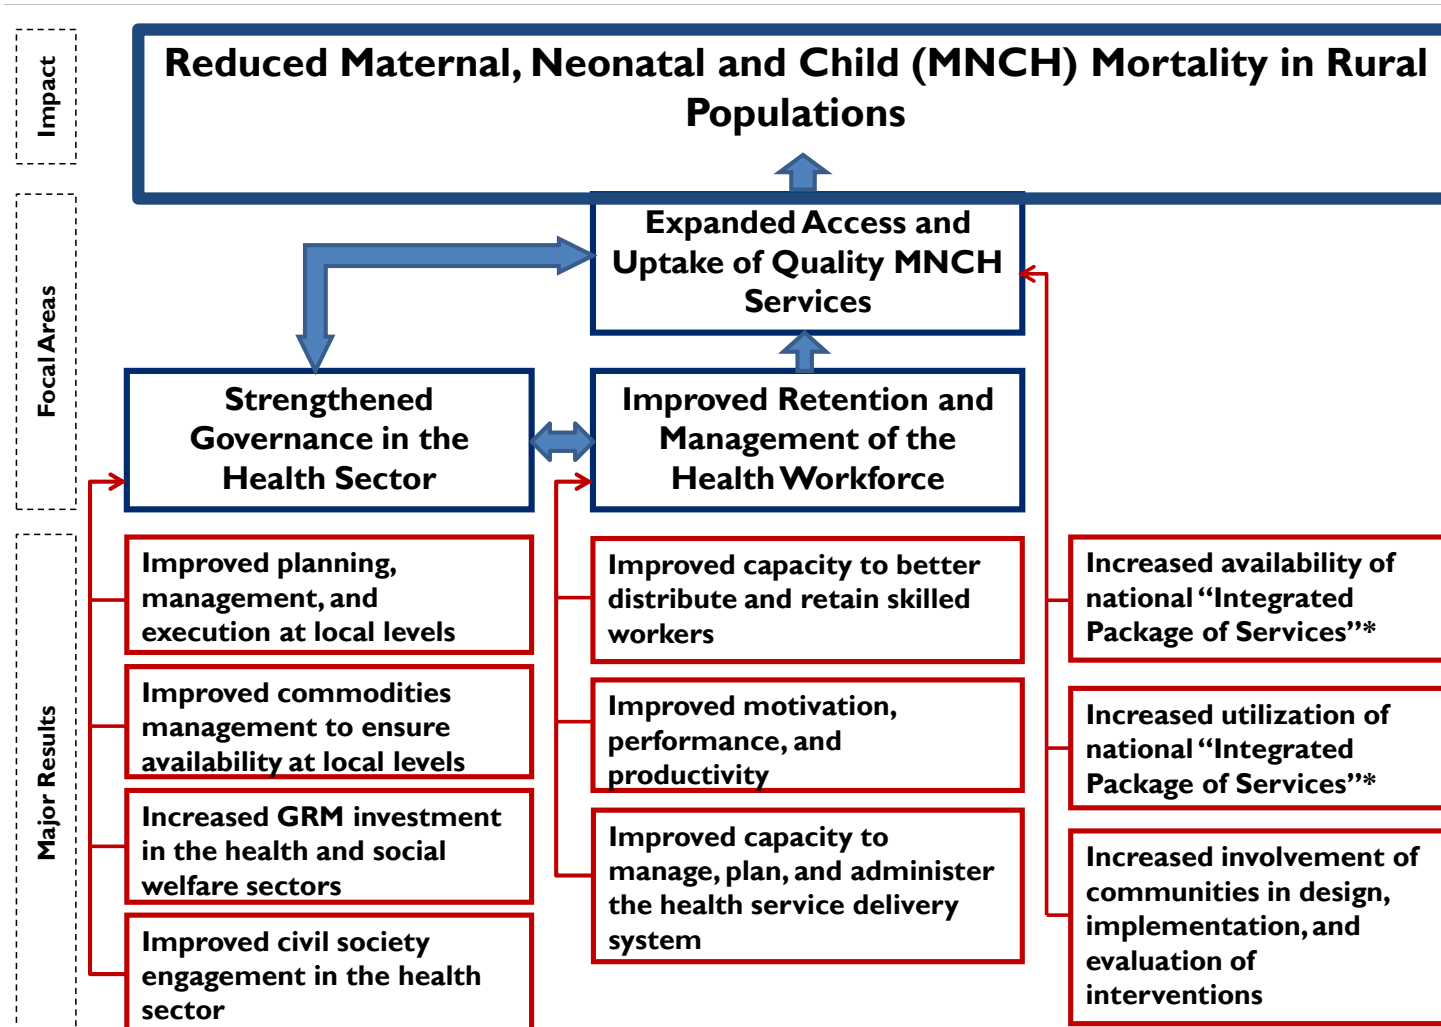 Impact
Reduced Maternal, Neonatal and Child (MNCH) Mortality in Rural
Populations
Focal Areas
Expanded Access and
Uptake of Quality MNCH
Services
Strengthened
Governance in the
Health Sector
Improved Retention and
Management of the
Health Workforce
Major Results
Improved planning,
management, and
execution at local levels
Improved commodities
management to ensure
availability at local levels
Increased GRM investment
in the health and social
welfare sectors
Improved civil society
engagement in the health
sector
Improved capacity to better
distribute and retain skilled
workers
Improved motivation,
performance, and
productivity
Improved capacity to
manage, plan, and administer
the health service delivery
system
Increased availability of
national “Integrated
Package of Services”*
Increased utilization of
national “Integrated
Package of Services”*
Increased involvement of
communities in design,
implementation, and
evaluation of
interventions